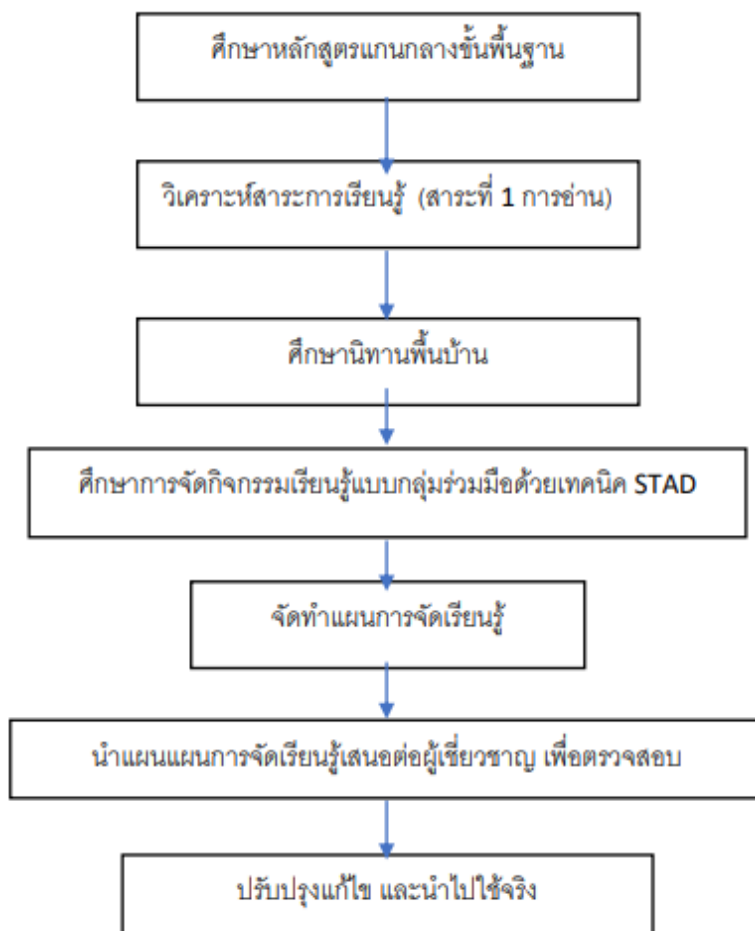 ศึกษาหลักสูตรแกนกลางขั้นพื้นฐาน
วิเคราะห์สาระการเรียนรู้ (สาระที่ 1 การอ่าน)
ศึกษานิทานพื้นบ้าน
ศึกษาการจัดกิจกรรมเรียนรู้แบบกลุ่มร่วมมือด้วยเทคนิค STAD
จัดทำแผนการจัดเรียนรู้
นำแผนแผนการจัดเรียนรู้เสนอต่อผู้เชี่ยวชาญ เพื่อตรวจสอบ
ปรับปรุงแก้ไข และนำไปใช้จริง